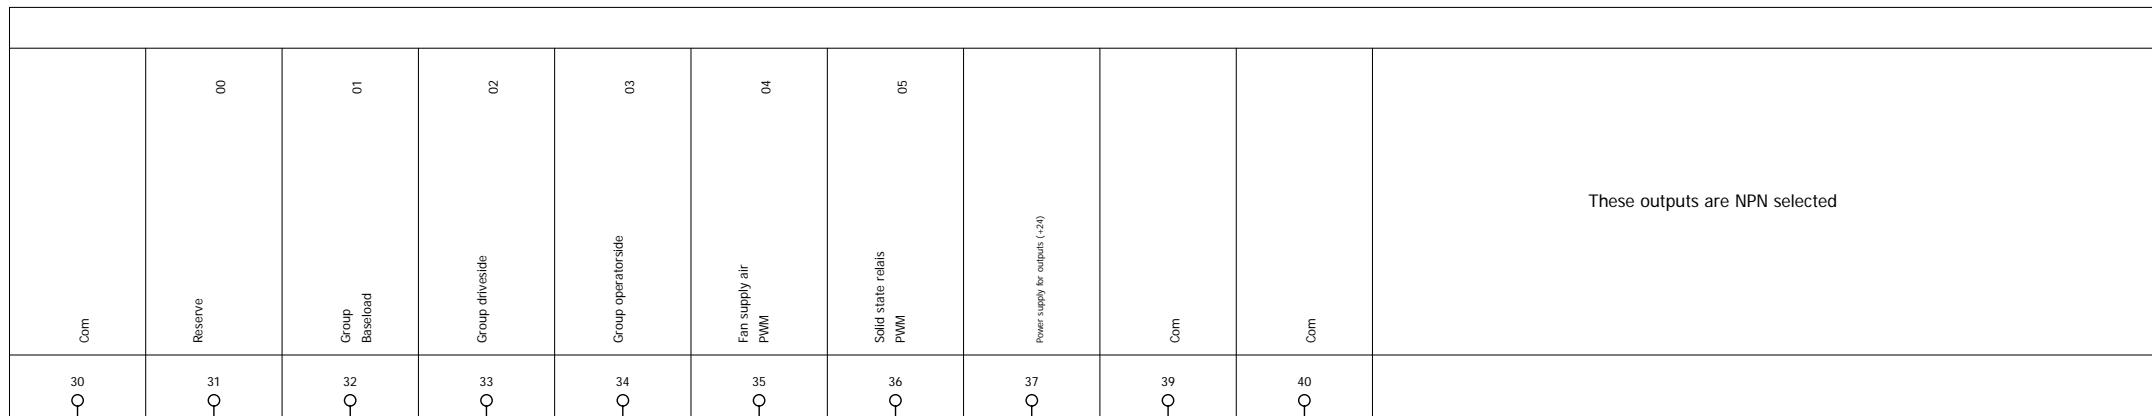 00
01
02
03
04
05
Com
Reserve
Group
Baseload
Group driveside
Group operatorside
Fan supply air
PWM
Solid state relais
PWM
Power supply for outputs (+24)
Com
Com
These outputs are NPN selected
30
31
32
33
34
35
36
37
39
40